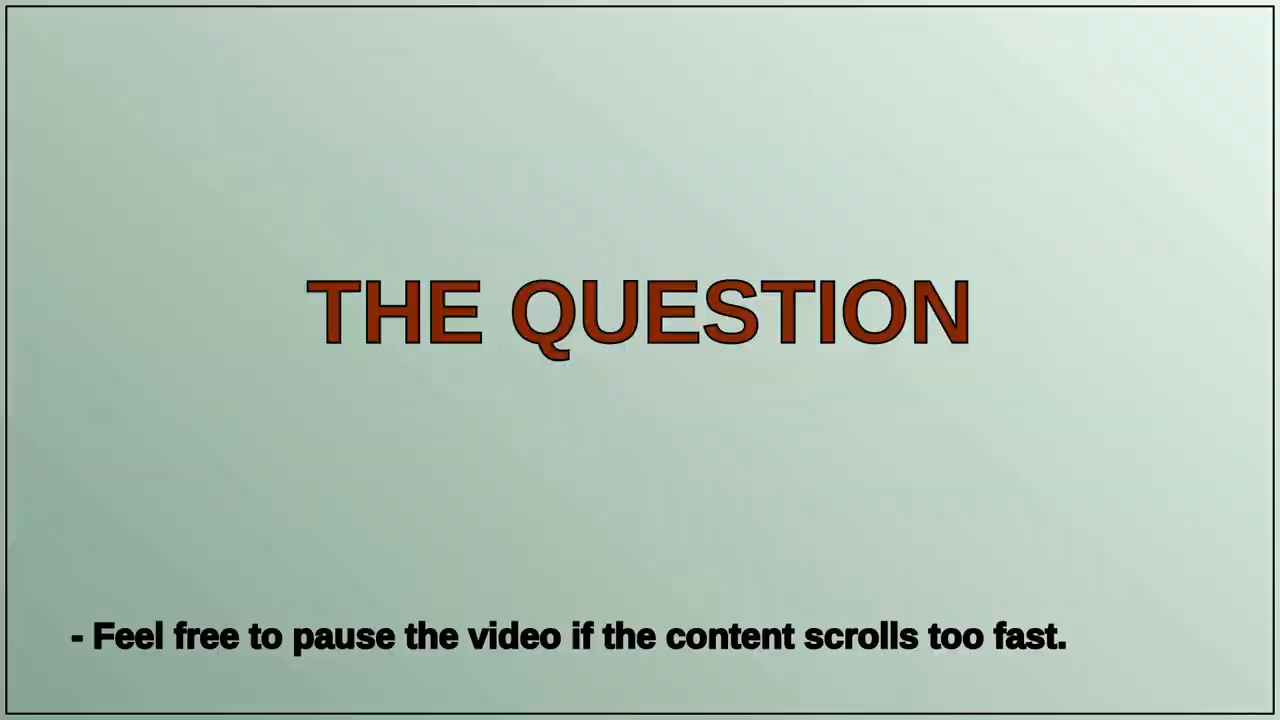 THE QUESTION
- Feel free to pause the video if the content scrolls too fast.